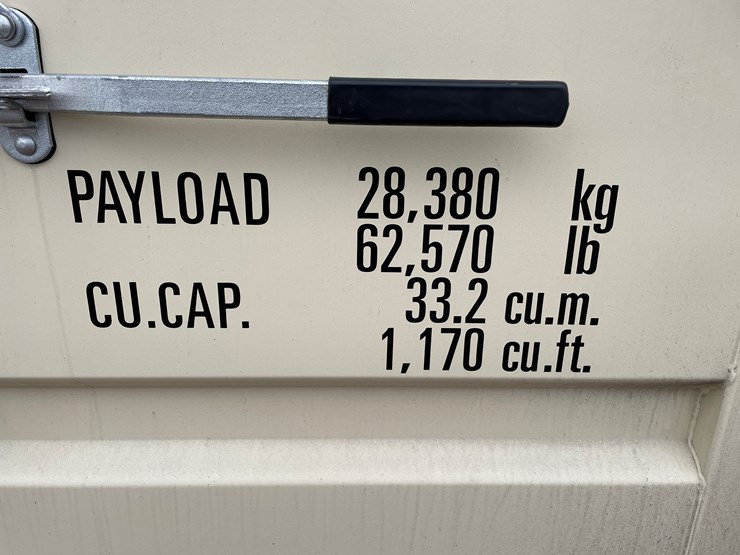 PAYLOAD 28,380 kg
62,570 lb
CU.CAP. 33.2 cu.m.
1,170 cu.ft.